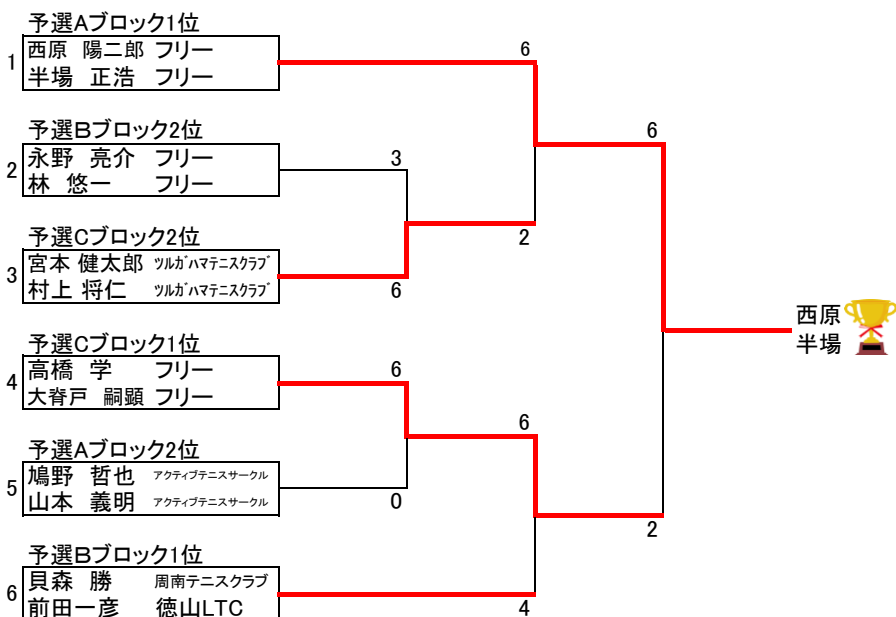 予選Aブロック1位
1 西原 陽二郎 フリー
半場 正浩 フリー
6
予選Bブロック2位
2 永野 亮介 フリー
林 悠一 フリー
3
6
予選Cブロック2位
3 宮本 健太郎 ツルガハマテニスクラブ
村上 将仁 ツルガハマテニスクラブ
6
2
西原
半場
予選Cブロック1位
4 高橋 学 フリー
大脊戸 嗣顕 フリー
6
6
予選Aブロック2位
5 鳩野 哲也 アクティブテニスサークル
山本 義明 アクティブテニスサークル
0
2
予選Bブロック1位
6 貝森 勝 周南テニスクラブ
前田一彦 徳山LTC
4